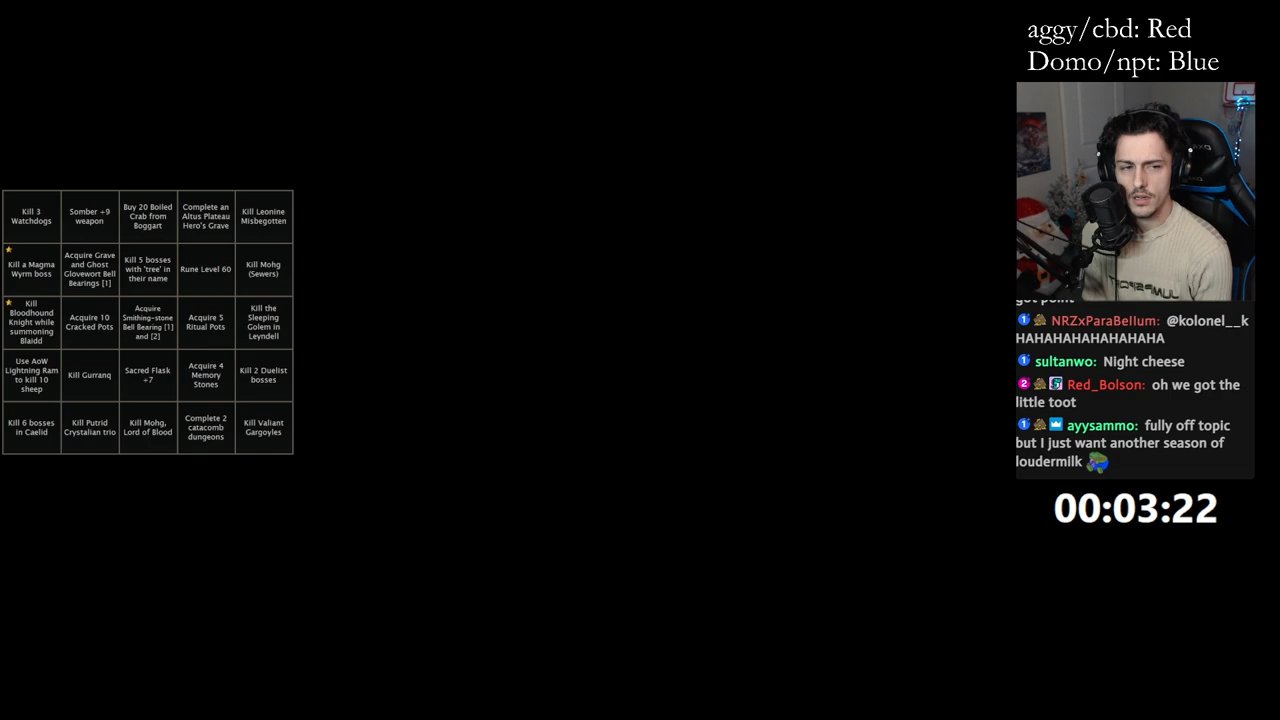 aggy/cbd: Red
Domo/npt: Blue
Kill 3
Watchdogs
Somber +9
weapon
Buy 20 Boiled
Crab from
Boggart
Complete an
Altus Plateau
Hero's Grave
Kill Leonine
Misbegotten
Kill a Magma
Wyrm boss
Acquire Grave
and Ghost
Glovewort Bell
Bearings [1]
Kill 5 bosses
with 'tree' in
their name
Rune Level 60
Kill Mohg
(Sewers)
Kill
Bloodhound
Knight while
summoning
Blaidd
Acquire 10
Cracked Pots
Acquire
Smithing-stone
Bell Bearing [1]
and [2]
Acquire 5
Ritual Pots
Kill the
Sleeping
Golem in
Leyndell
Use AoW
Lightning Ram
to kill 10
sheep
Kill Gurranq
Sacred Flask
+7
Acquire 4
Memory
Stones
Kill 2 Duelist
bosses
Kill 6 bosses
in Caelid
Kill Putrid
Crystalian trio
Kill Mohg,
Lord of Blood
Complete 2
catacomb
dungeons
Kill Valiant
Gargoyles
got point
1 NRZxParaBellum: @kolonel__k
HAHAHAHAHAHAHA
1 sultanwo: Night cheese
2 Red_Bolson: oh we got the
little toot
1 ayysammo: fully off topic
but I just want another season of
loudermilk
00:03:22